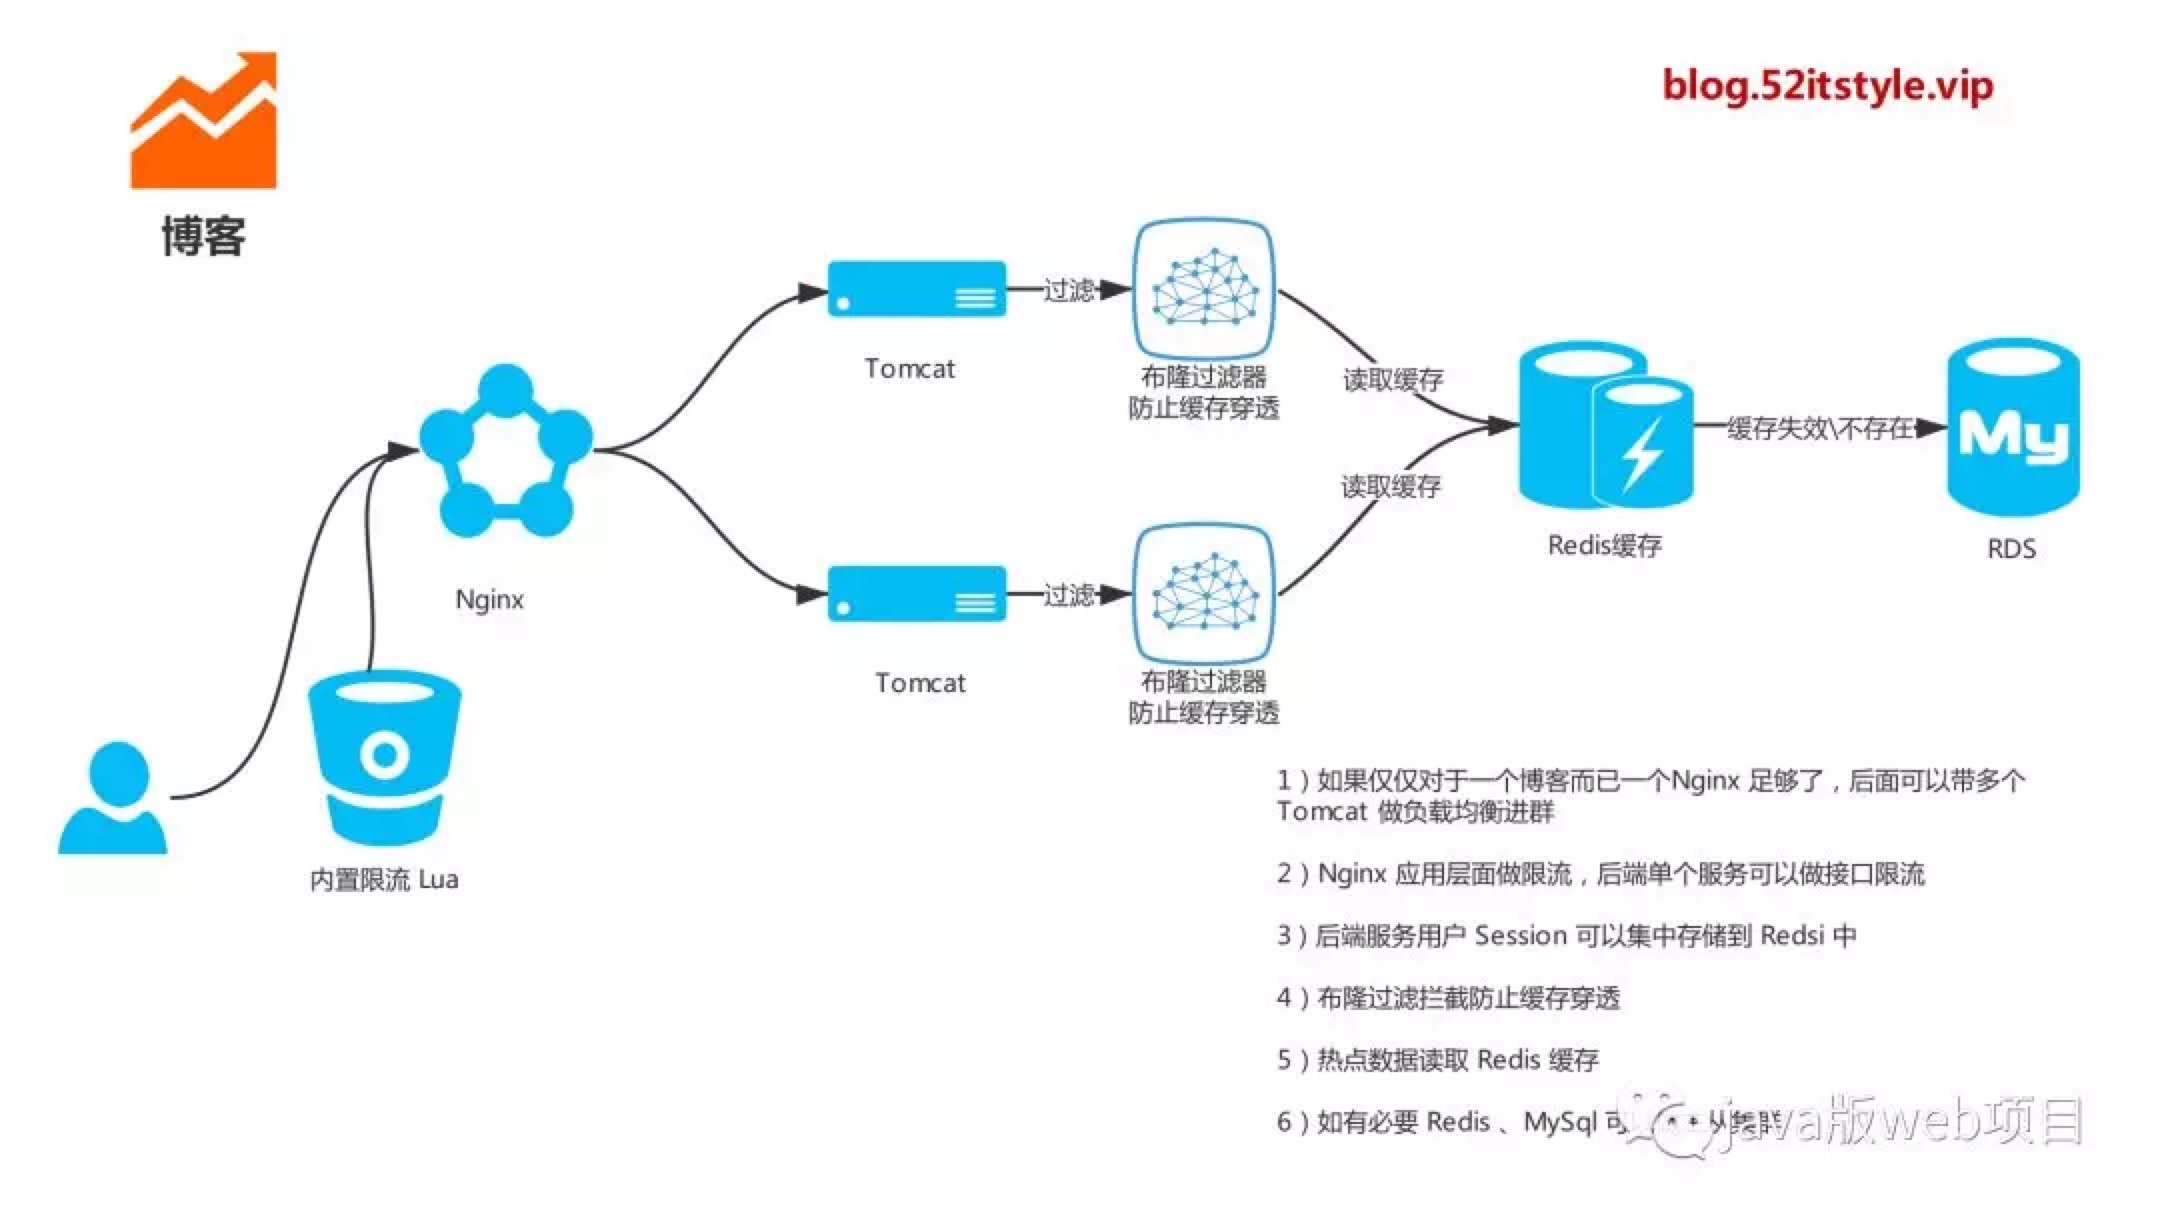 blog.52itstyle.vip
博客
Tomcat
过滤
布隆过滤器
防止缓存穿透
读取缓存
读取缓存
Redis缓存
缓存失效\不存在
My
RDS
Nginx
Tomcat
过滤
布隆过滤器
防止缓存穿透
内置限流 Lua
1）如果仅仅对于一个博客而已一个Nginx 足够了，后面可以带多个
Tomcat 做负载均衡进群
2）Nginx 应用层面做限流，后端单个服务可以做接口限流
3）后端服务用户 Session 可以集中存储到 Redsi 中
4）布隆过滤拦截防止缓存穿透
5）热点数据读取 Redis 缓存
6）如有必要 Redis 、MySql 可 从集群
java版web项目